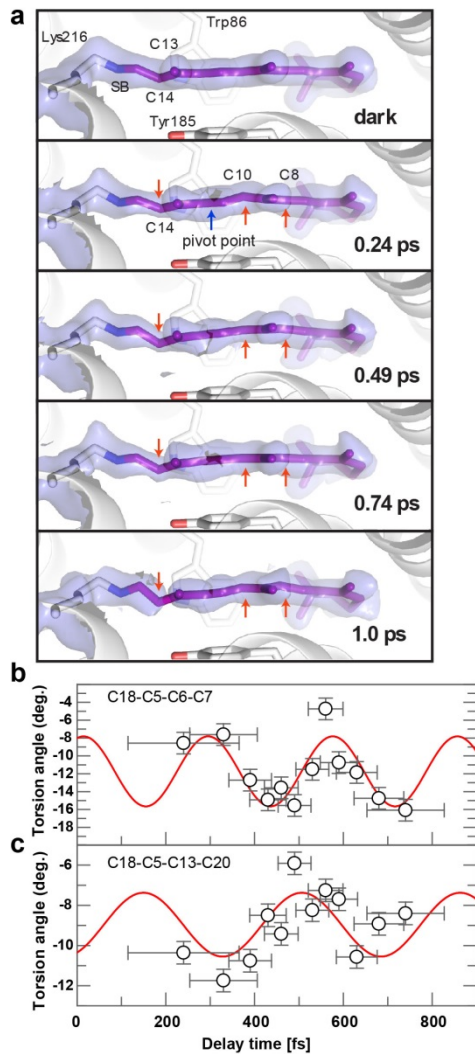 a
Trp86
Lys216
C13
SB
C14
Tyr185
dark
C10 C8
C14
pivot point
0.24 ps
0.49 ps
0.74 ps
1.0 ps
b
C18-C5-C6-C7
Torsion angle (deg.)
-4
-6
-8
-10
-12
-14
-16
-18
c
C18-C5-C13-C20
Torsion angle (deg.)
-6
-8
-10
-12
0 200 400 600 800
Delay time [fs]